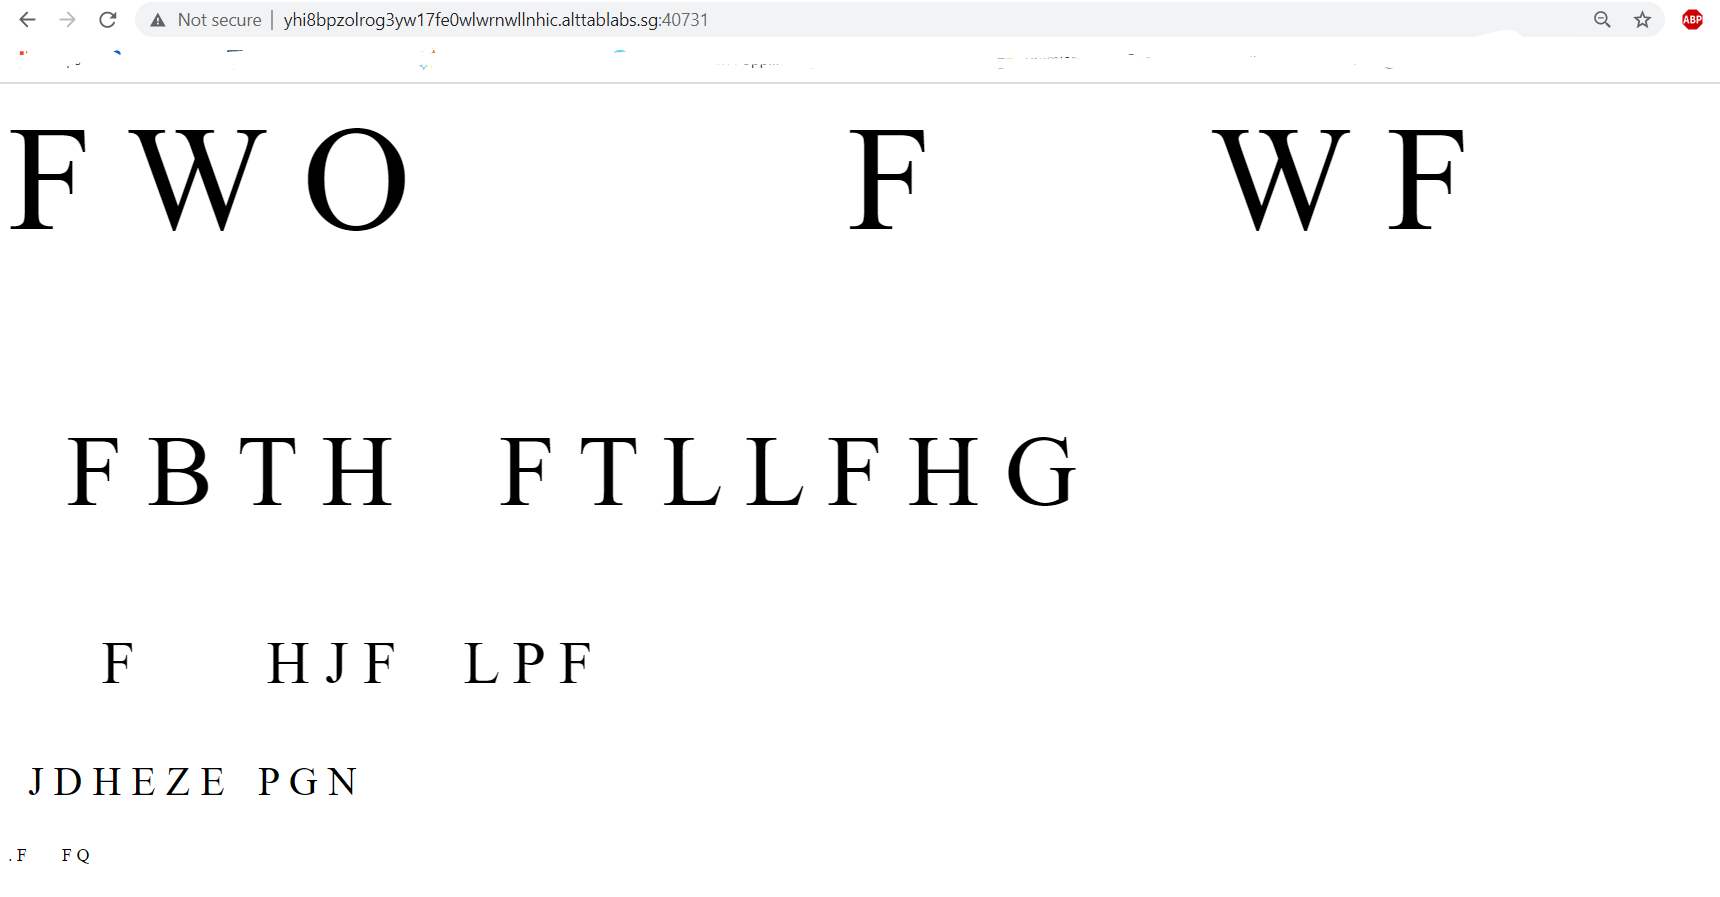 Not secure | yhi8bpzolrog3yw17fe0wlwrnwllnhic.alttablabs.sg:40731
ABP
F W O F W F
F B T H F T L L F H G
F H J F L P F
J D H E Z E P G N
. F F Q